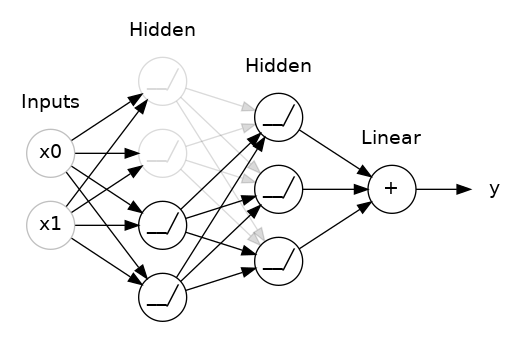 Hidden
Hidden
Inputs
Linear
x0
+
y
x1